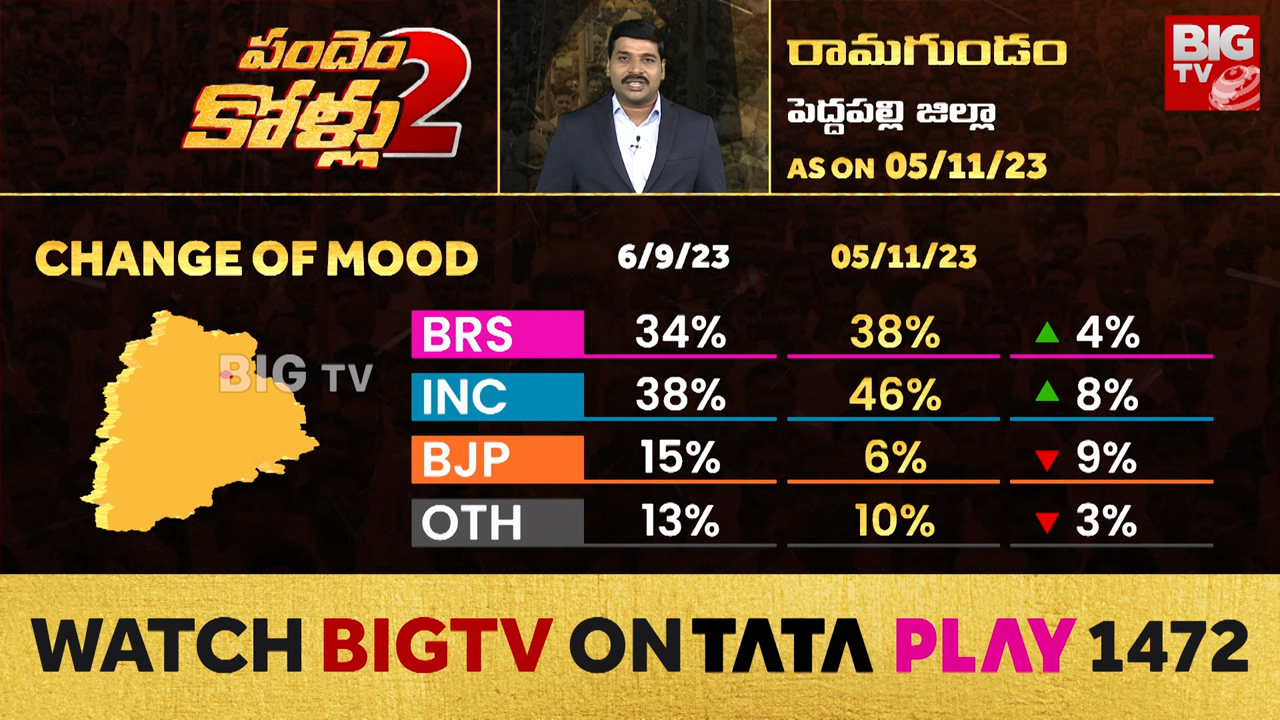 పందెం
కోళ్లు 2
రామగుండం
పెద్దపల్లి జిల్లా
AS ON 05/11/23
BIG
TV
CHANGE OF MOOD 6/9/23 05/11/23
BIG TV
BRS 34% 38% 4%
INC 38% 46% 8%
BJP 15% 6% 9%
OTH 13% 10% 3%
WATCH BIGTV ON TATA PLAY 1472